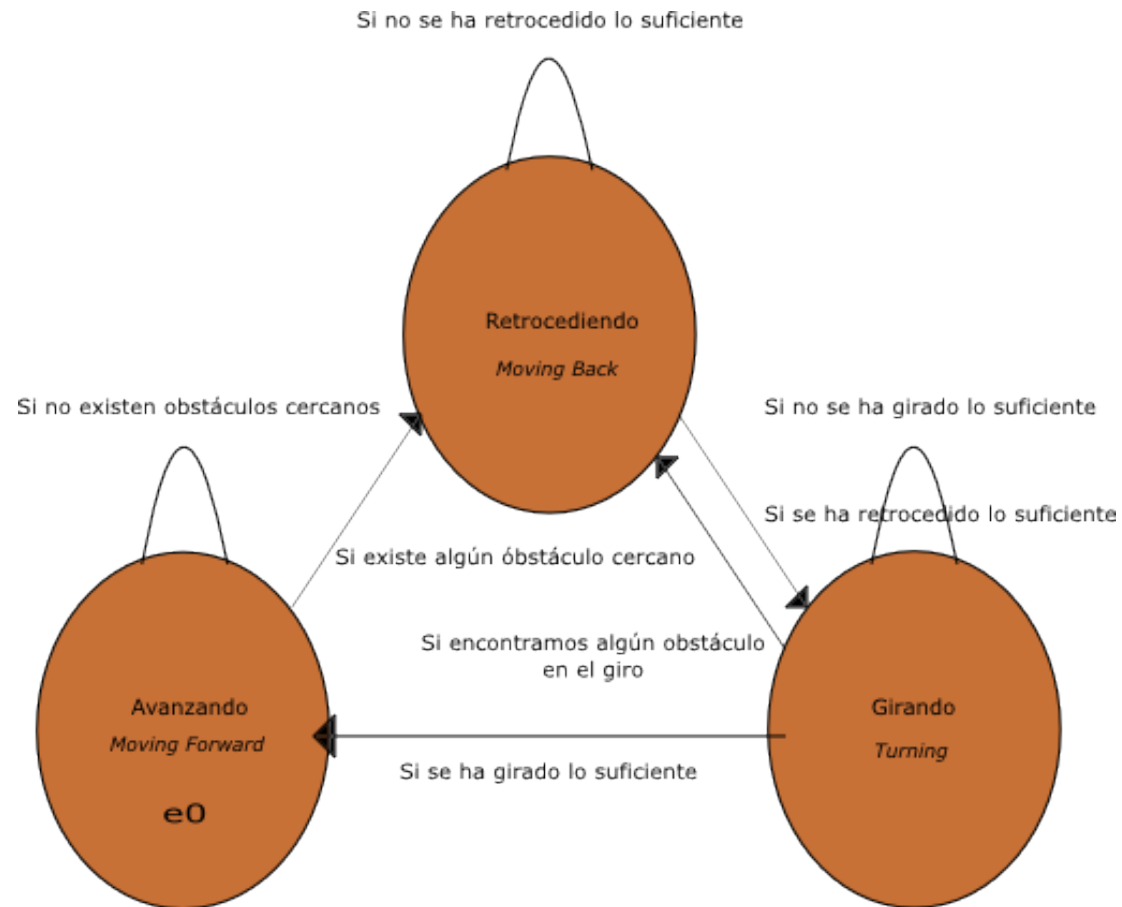 Si no se ha retrocedido lo suficiente
Retrocediendo
Moving Back
Si no existen obstáculos cercanos
Si no se ha girado lo suficiente
Si se ha retrocedido lo suficiente
Si existe algún óbstáculo cercano
Si encontramos algún obstáculo
en el giro
Avanzando
Moving Forward
e0
Girando
Turning
Si se ha girado lo suficiente